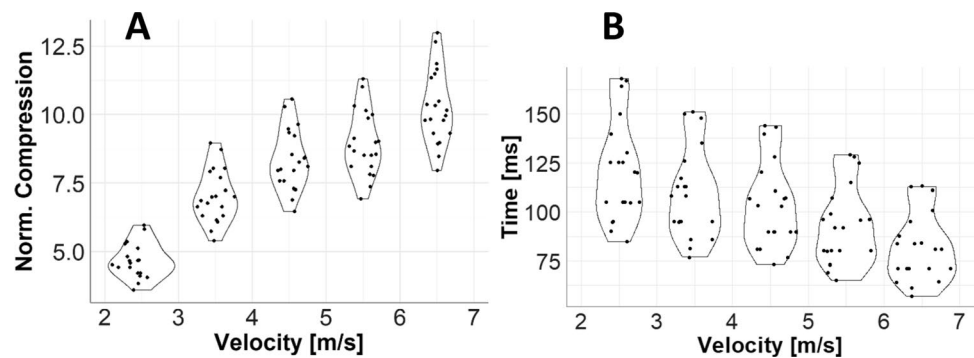 A
Norm. Compression
12.5
10.0
7.5
5.0
2 3 4 5 6 7
Velocity [m/s]
B
Time [ms]
150
125
100
75
2 3 4 5 6 7
Velocity [m/s]